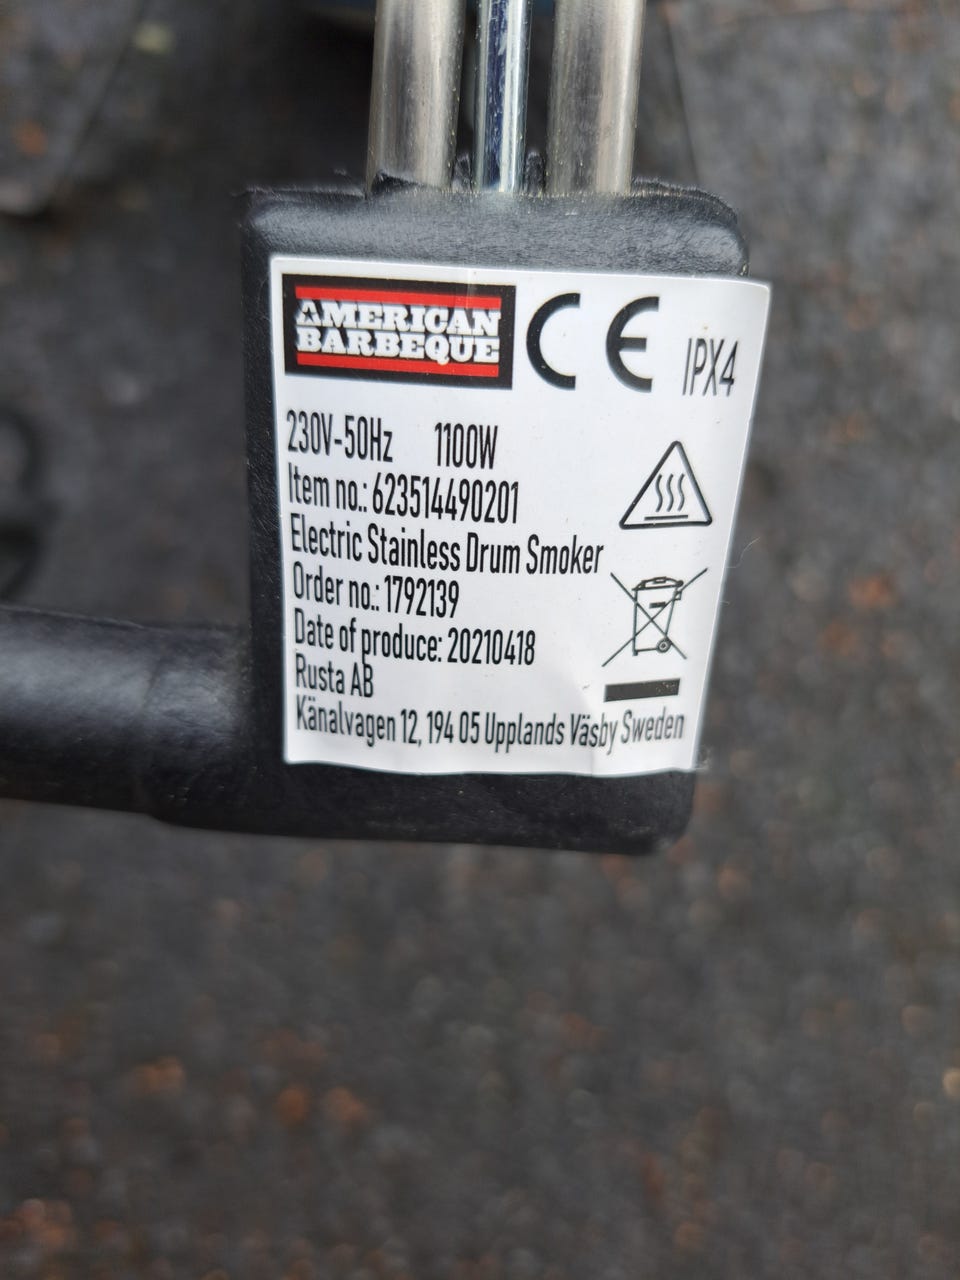 AMERICAN
BARBEQUE
CE
IPX4
230V-50Hz 1100W
Item no.: 623514490201
Electric Stainless Drum Smoker
Order no.: 1792139
Date of produce: 20210418
Rusta AB
Känalvagen 12, 194 05 Upplands Väsby Sweden